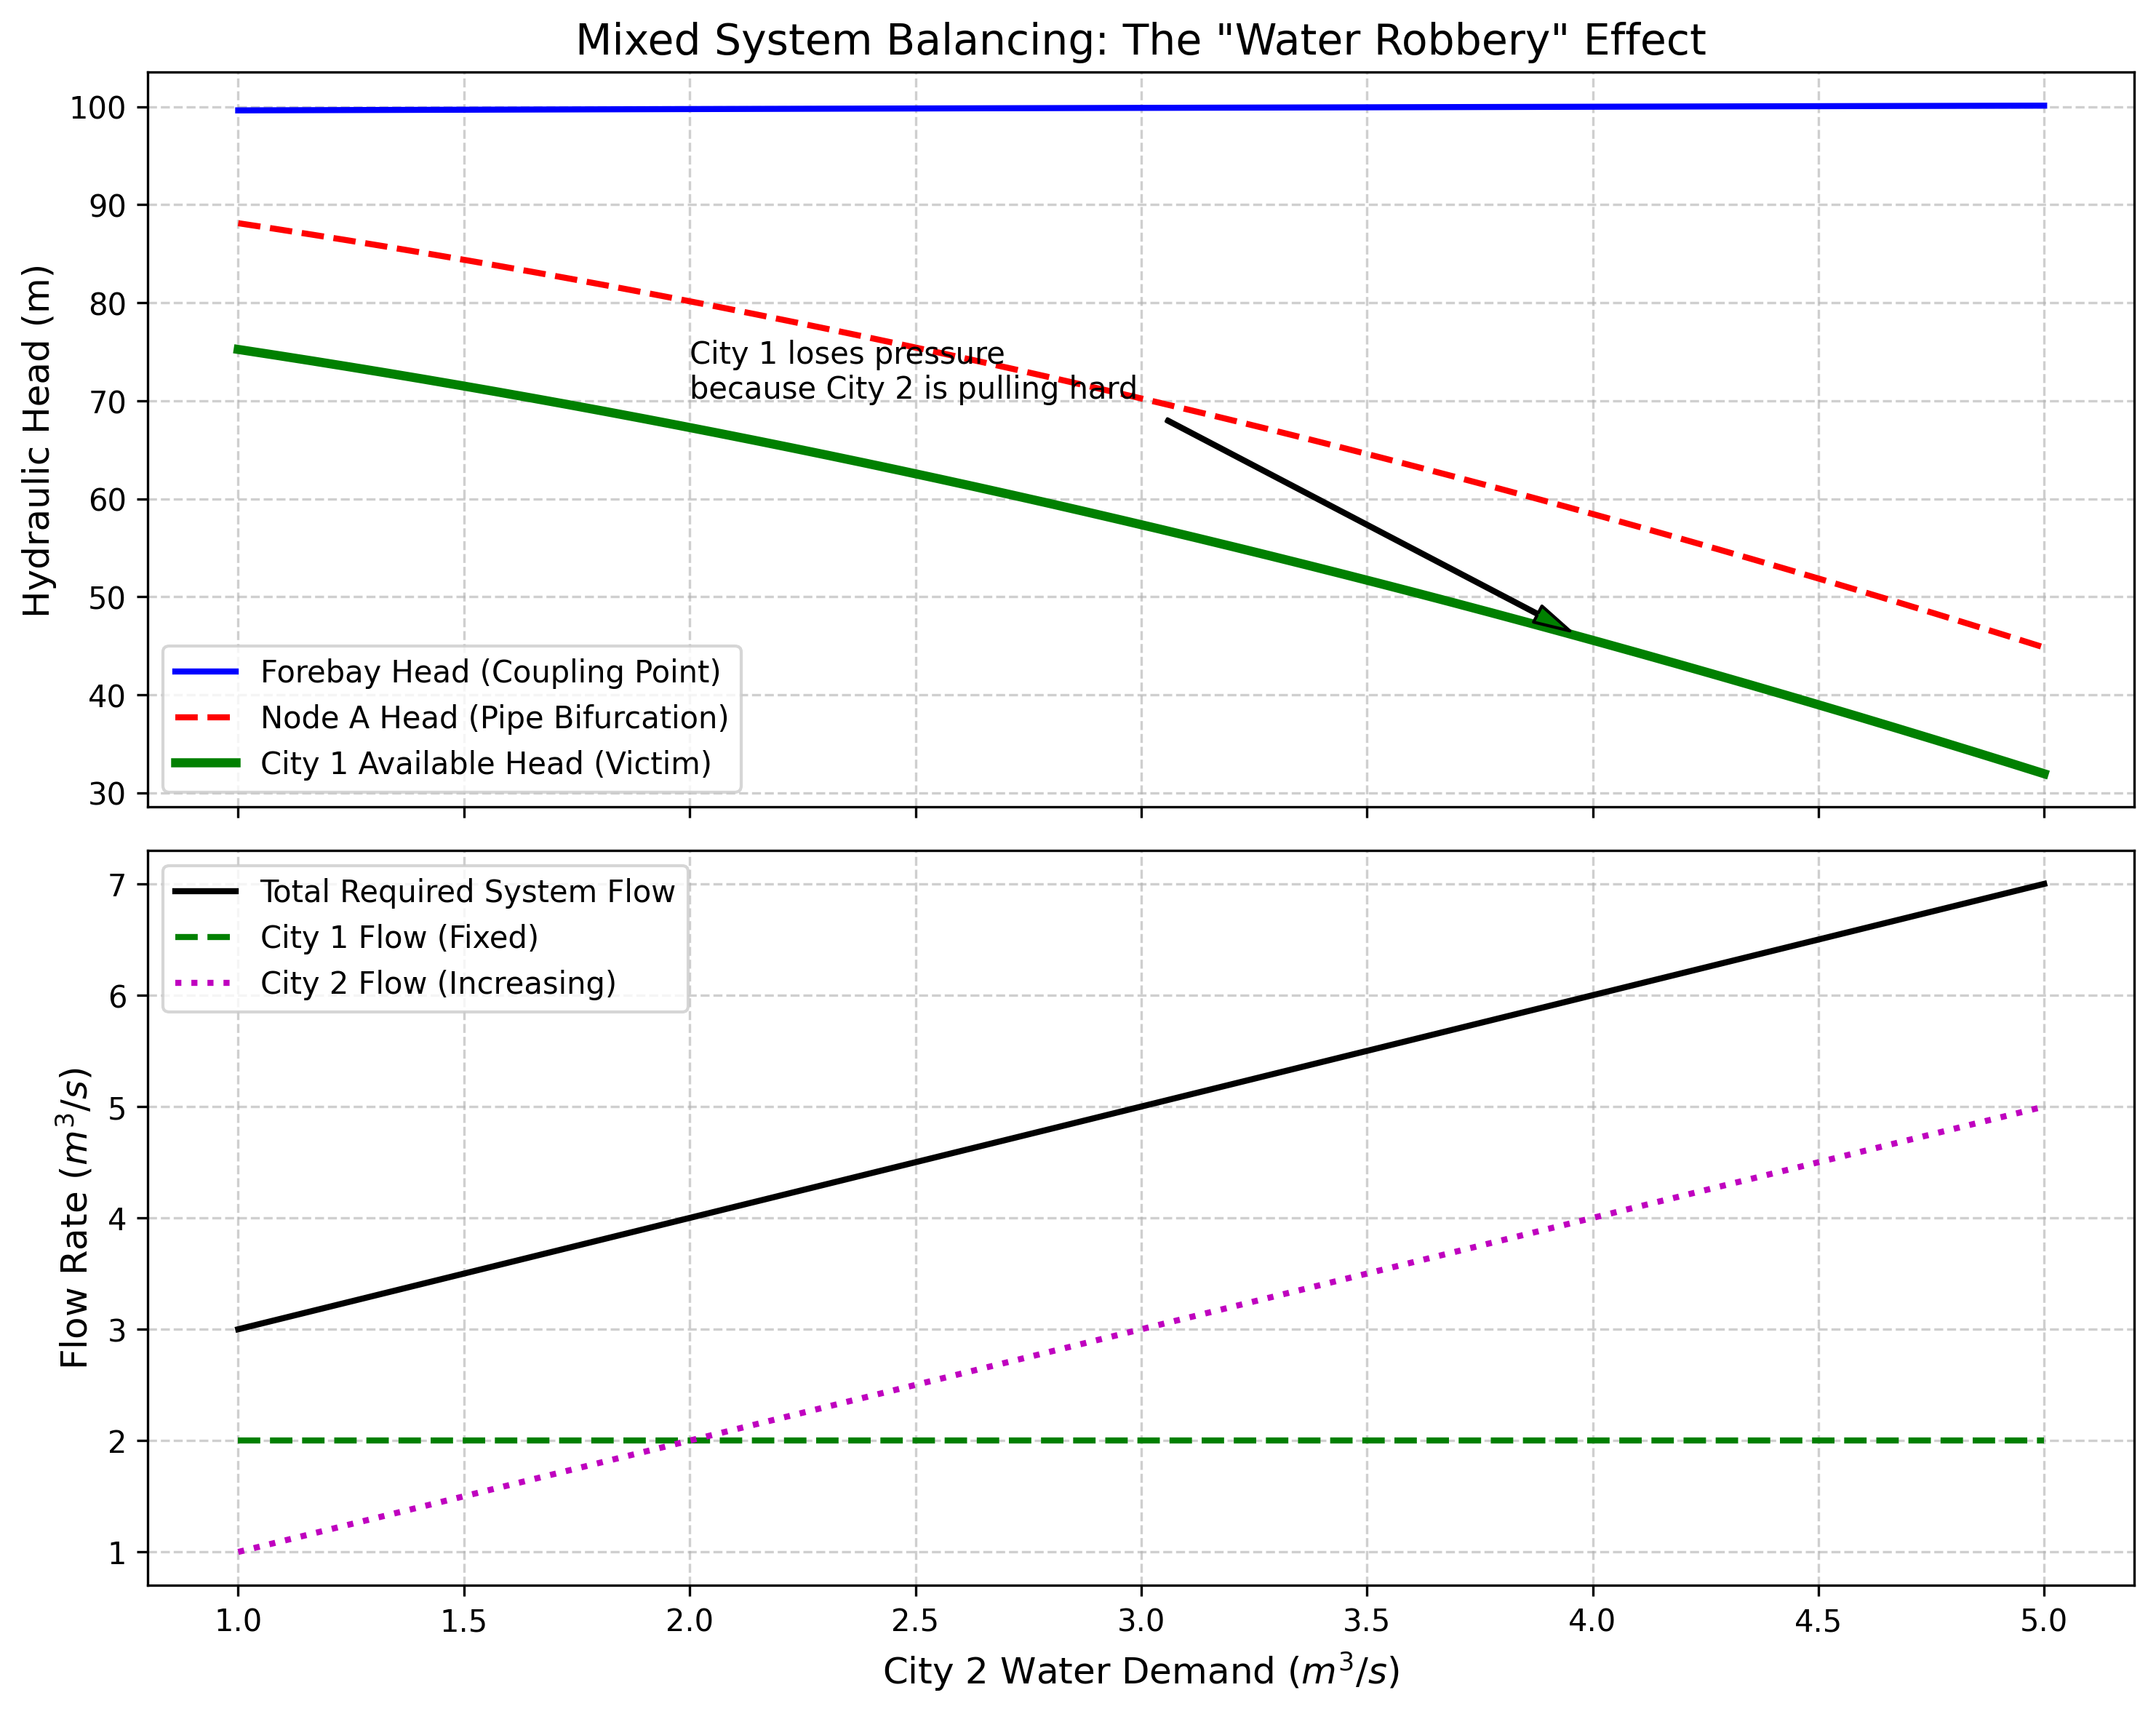 Mixed System Balancing: The "Water Robbery" Effect
Hydraulic Head (m)
100
90
80
70
60
50
40
30
City 1 loses pressure
because City 2 is pulling hard
Forebay Head (Coupling Point)
Node A Head (Pipe Bifurcation)
City 1 Available Head (Victim)
Flow Rate (m³/s)
7
6
5
4
3
2
1
Total Required System Flow
City 1 Flow (Fixed)
City 2 Flow (Increasing)
1.0 1.5 2.0 2.5 3.0 3.5 4.0 4.5 5.0
City 2 Water Demand (m³/s)